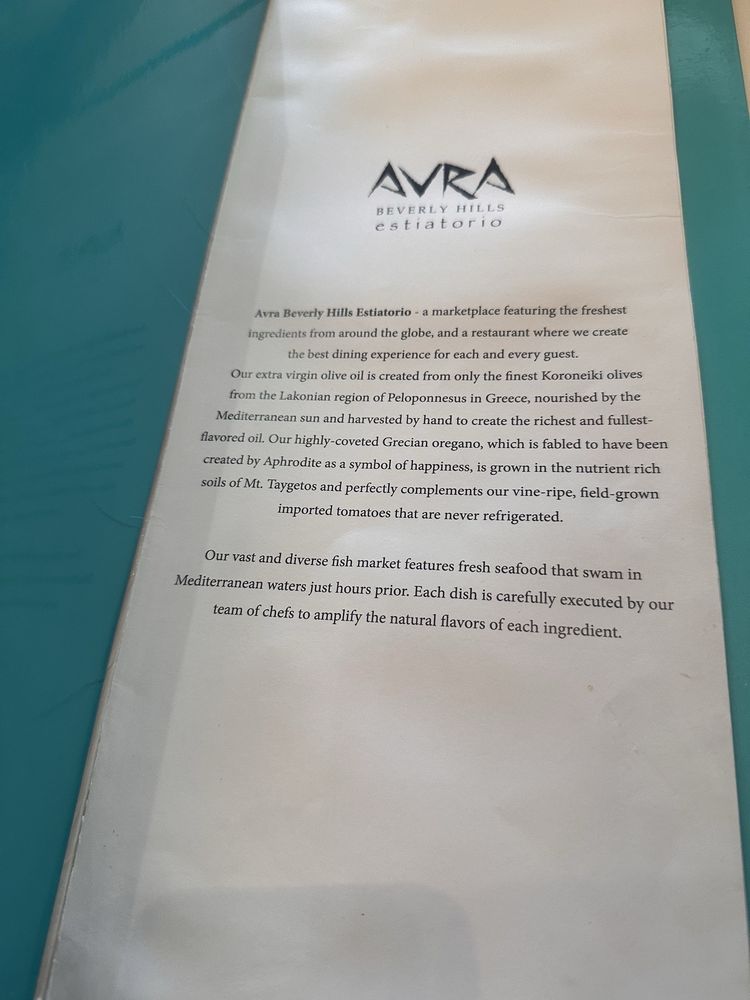 AVRA
BEVERLY HILLS
estiatorio
Avra Beverly Hills Estiatorio - a marketplace featuring the freshest
ingredients from around the globe, and a restaurant where we create
the best dining experience for each and every guest.
Our extra virgin olive oil is created from only the finest Koroneiki olives
from the Lakonian region of Peloponnesus in Greece, nourished by the
Mediterranean sun and harvested by hand to create the richest and fullest-
flavored oil. Our highly-coveted Grecian oregano, which is fabled to have been
created by Aphrodite as a symbol of happiness, is grown in the nutrient rich
soils of Mt. Taygetos and perfectly complements our vine-ripe, field-grown
imported tomatoes that are never refrigerated.
Our vast and diverse fish market features fresh seafood that swam in
Mediterranean waters just hours prior. Each dish is carefully executed by our
team of chefs to amplify the natural flavors of each ingredient.